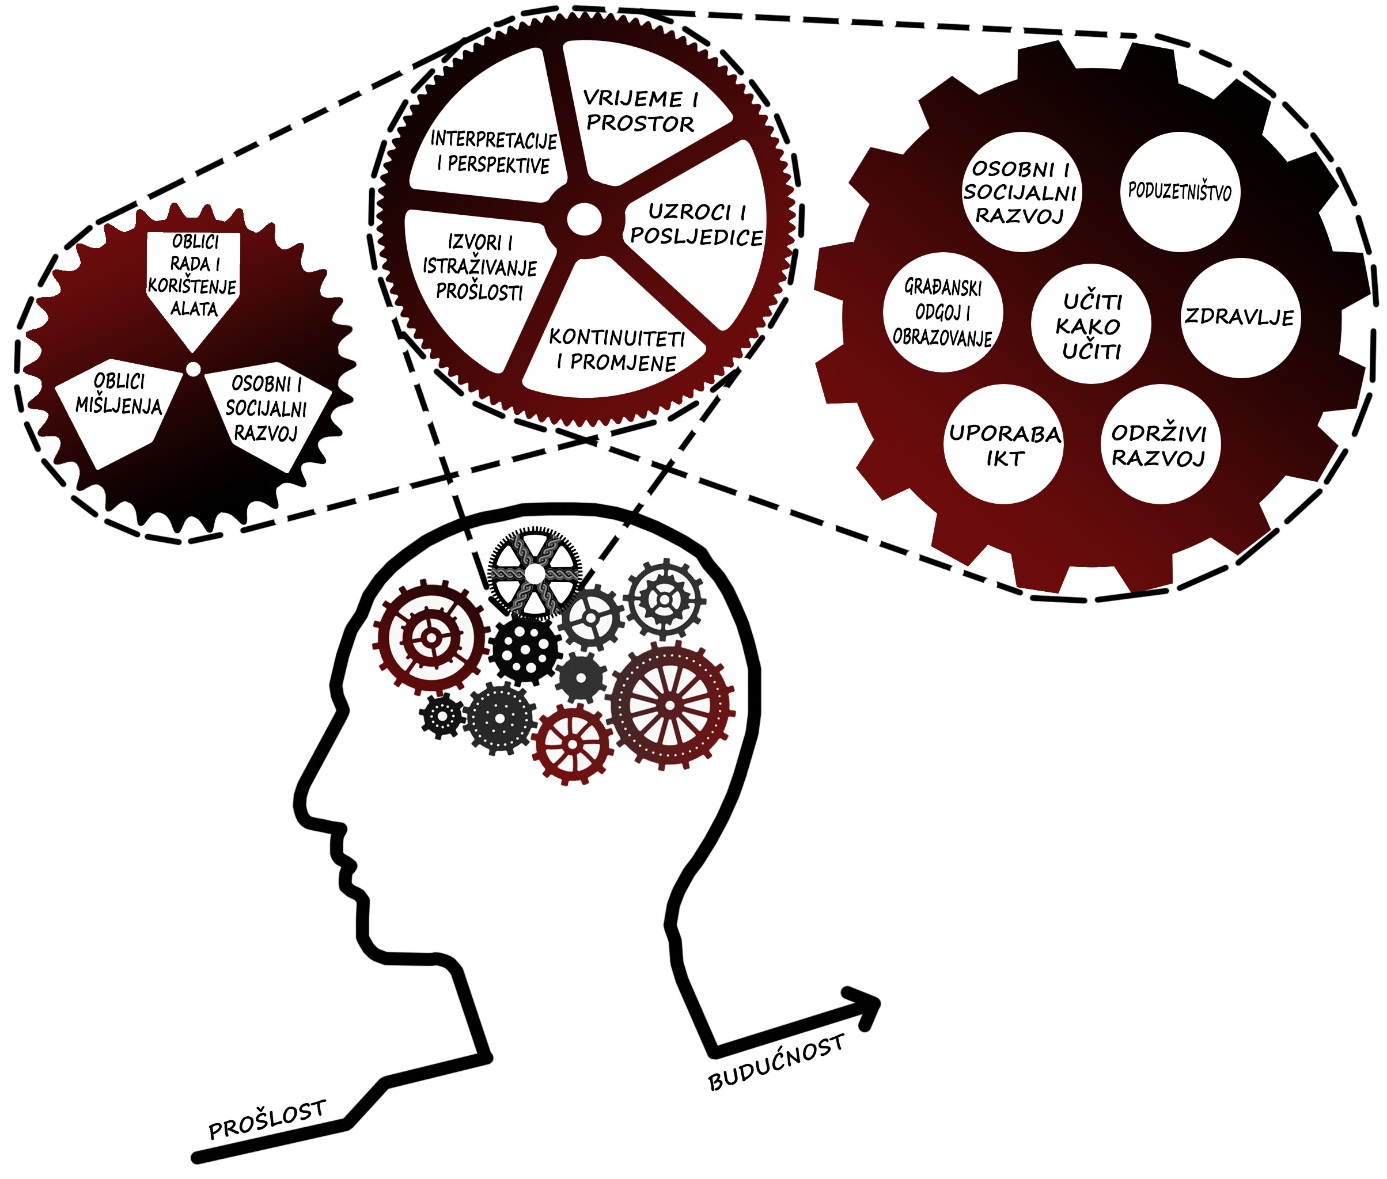 OBLICI
RADA I
KORIŠTENJE
ALATA
OBLICI
MIŠLJENJA
OSOBNI I
SOCIJALNI
RAZVOJ
VRIJEME I
PROSTOR
INTERPRETACIJE
I PERSPEKTIVE
UZROCI I
POSLJEDICE
IZVORI I
ISTRAŽIVANJE
PROŠLOSTI
KONTINUITETI
I PROMJENE
OSOBNI I
SOCIJALNI
RAZVOJ
PODUZETNIŠTVO
GRAĐANSKI
ODGOJ I
OBRAZOVANJE
UČITI
KAKO
UČITI
ZDRAVLJE
UPORABA
IKT
ODRŽIVI
RAZVOJ
PROŠLOST
BUDUĆNOST